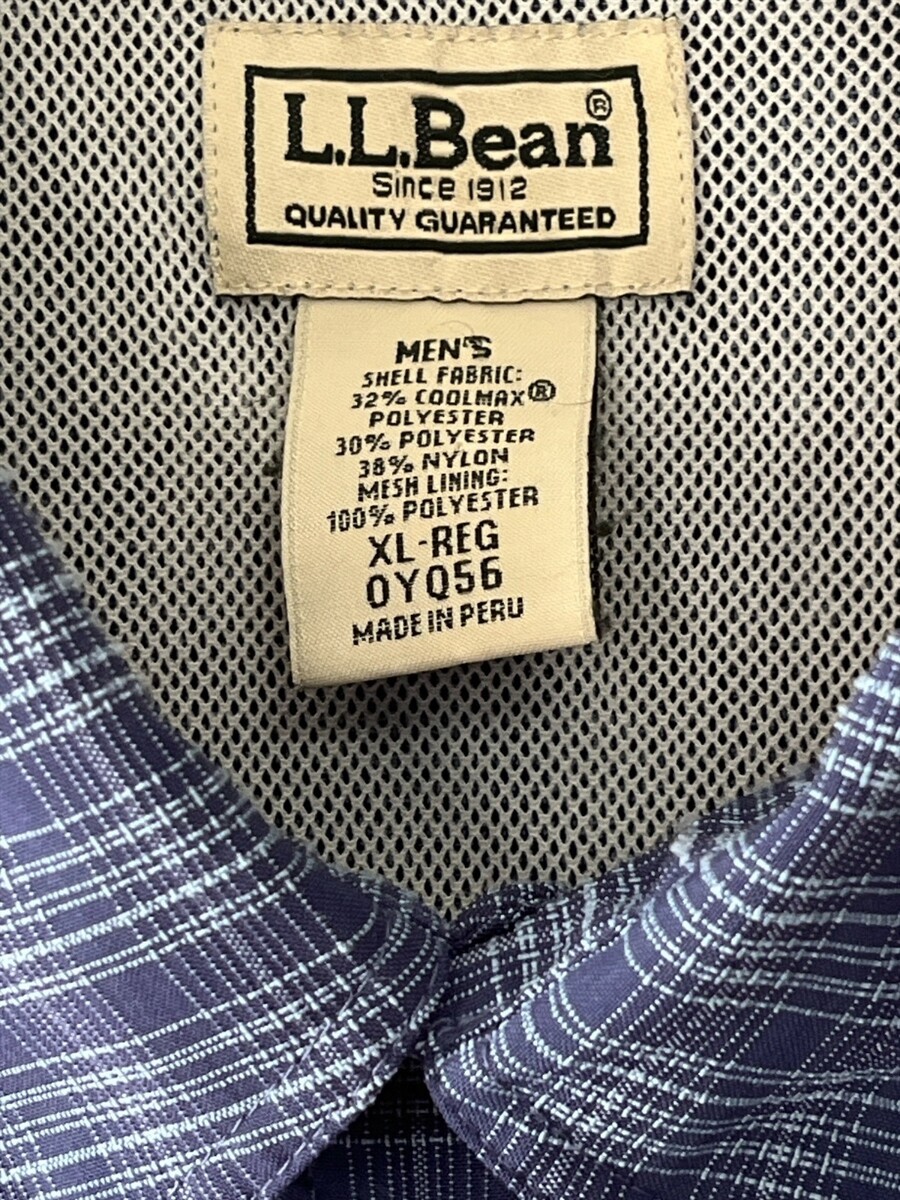 L.L.Bean®
Since 1912
QUALITY GUARANTEED
MEN'S
SHELL FABRIC:
32% COOLMAX®
POLYESTER
30% POLYESTER
38% NYLON
MESH LINING:
100% POLYESTER
XL-REG
0YQ56
MADE IN PERU